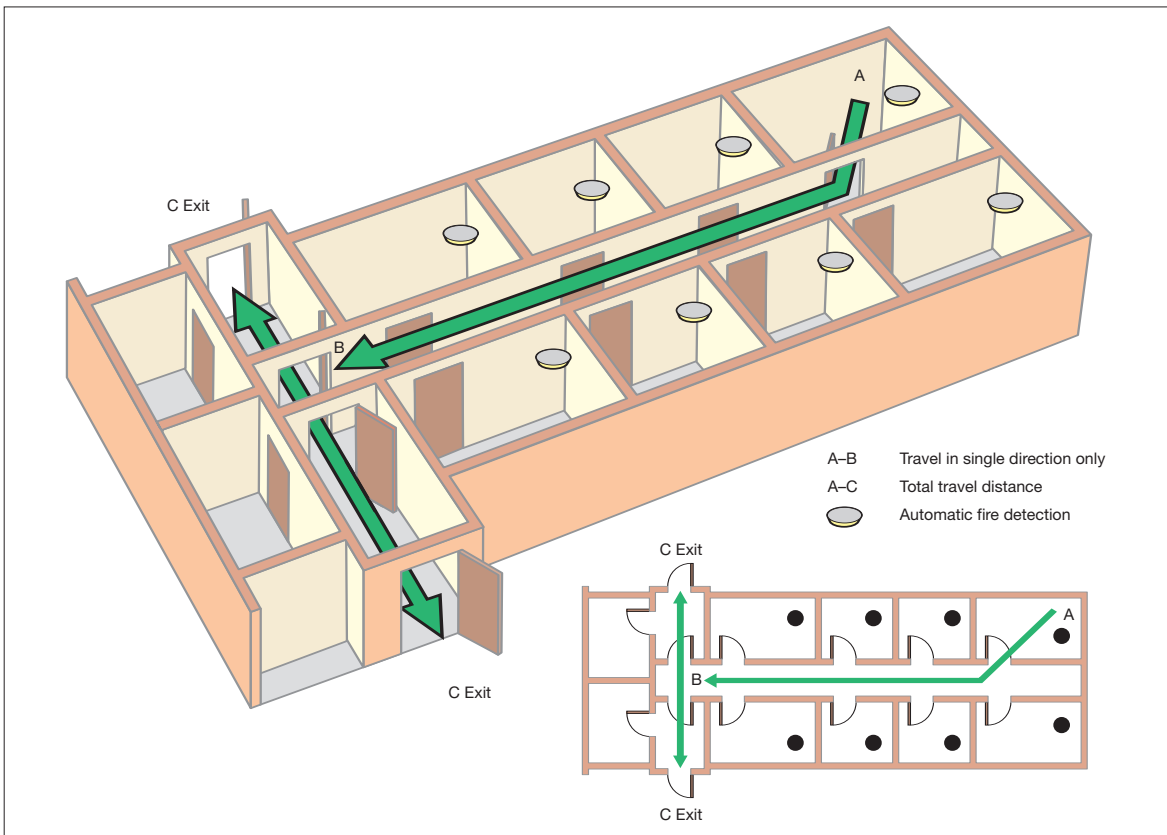 A
C Exit
B
A–B Travel in single direction only
A–C Total travel distance
Automatic fire detection
C Exit
C Exit
A
B
C Exit